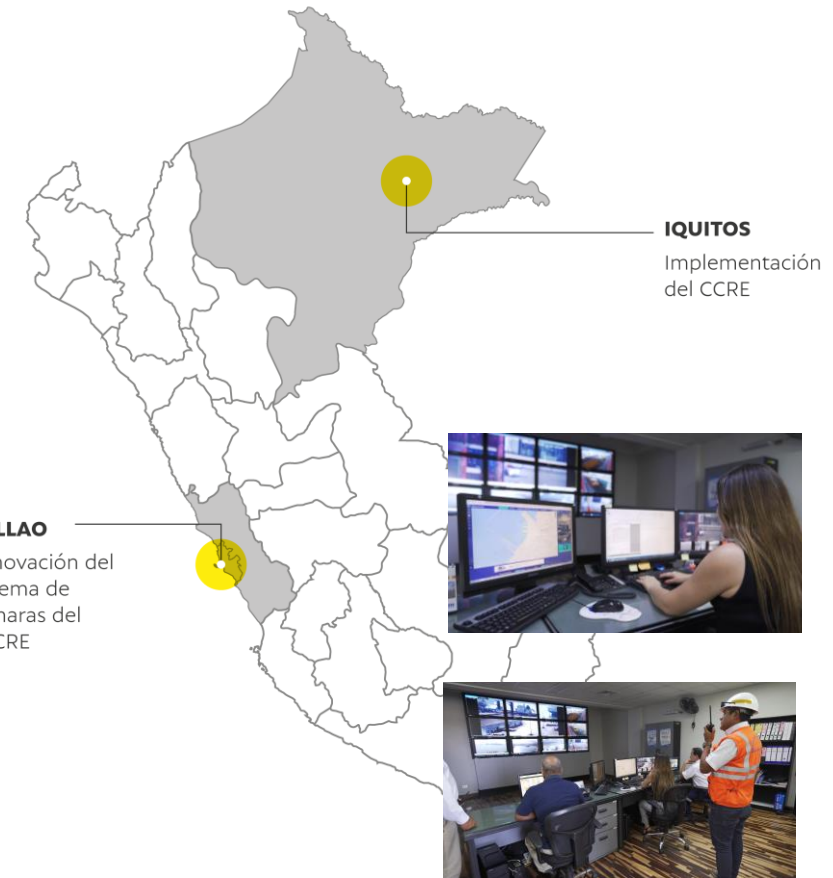 IQUITOS
Implementación
del CCRE
LLAO
novación del
ema de
maras del
CRE